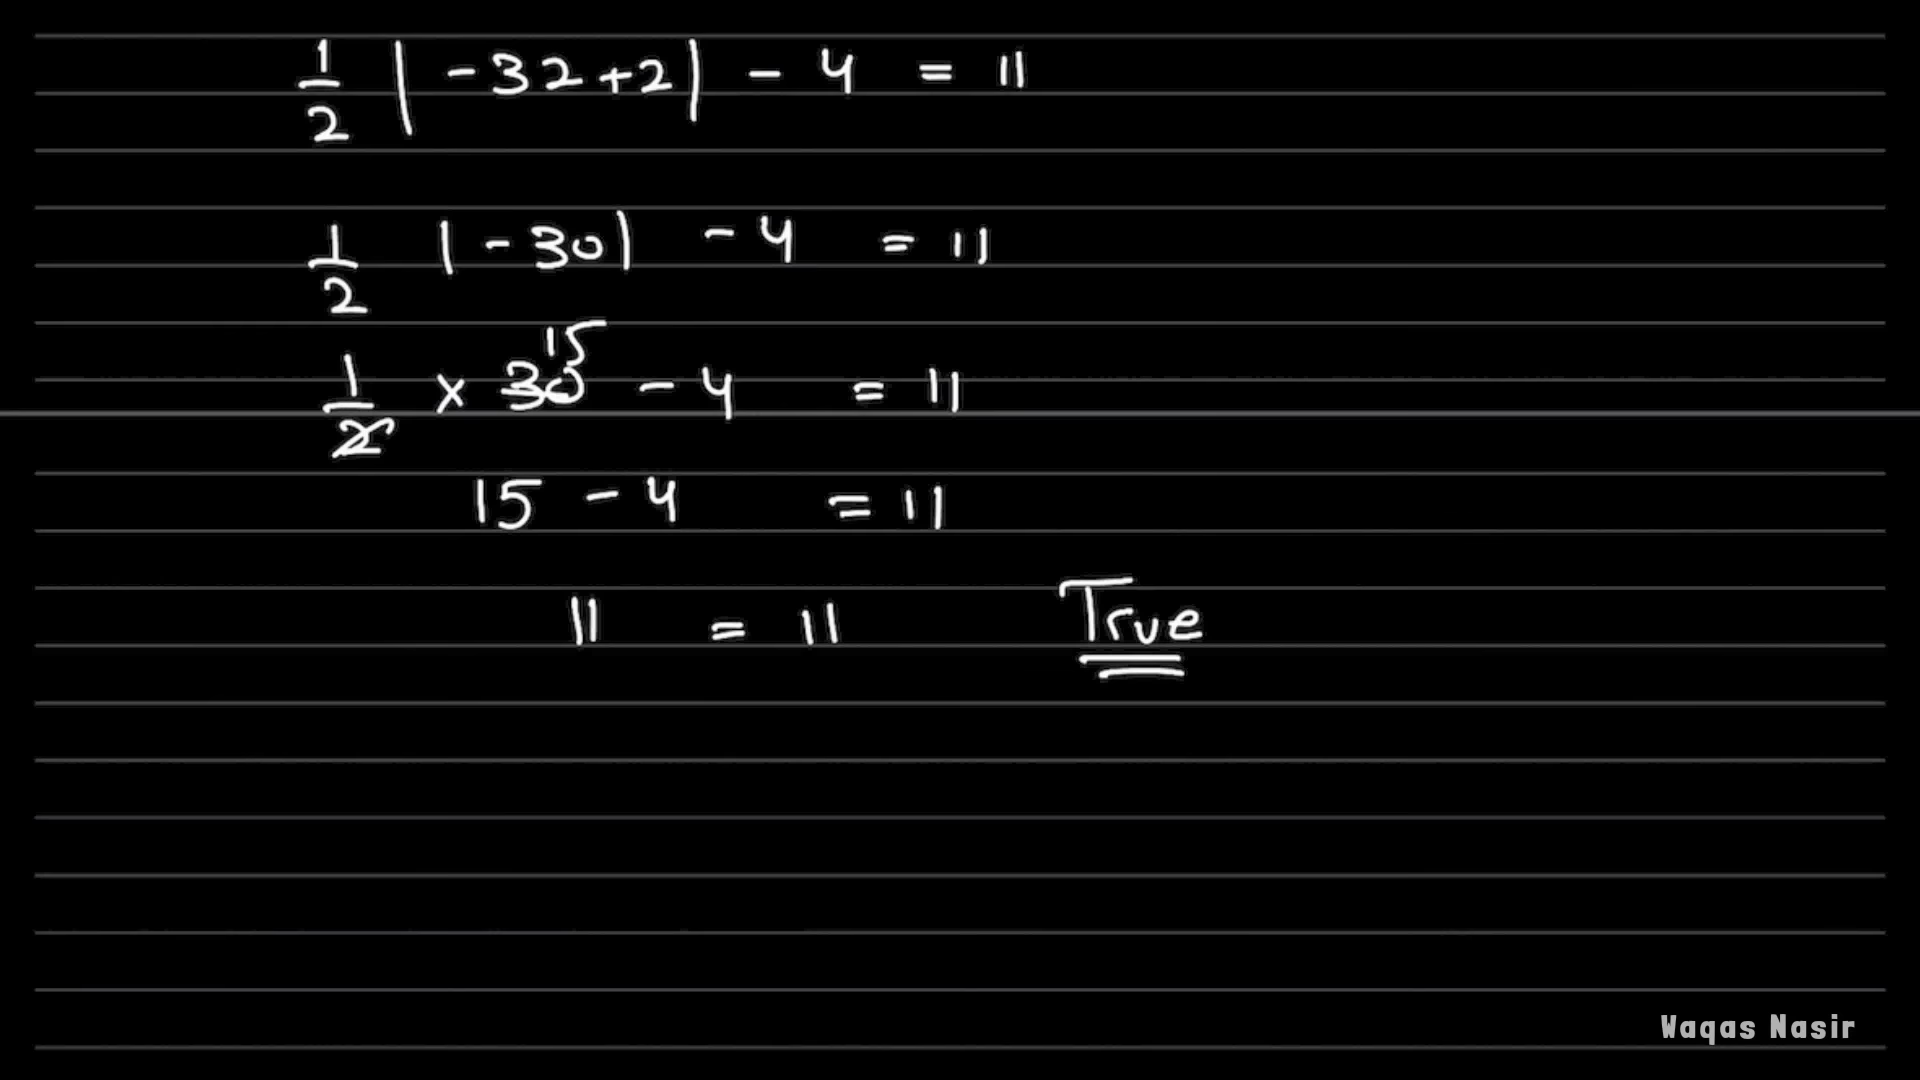 1/2 | -32+2 | - 4 = 11
1/2 | -30 | - 4 = 11
15
1/2 × 30 - 4 = 11
15 - 4 = 11
11 = 11 True
Waqas Nasir